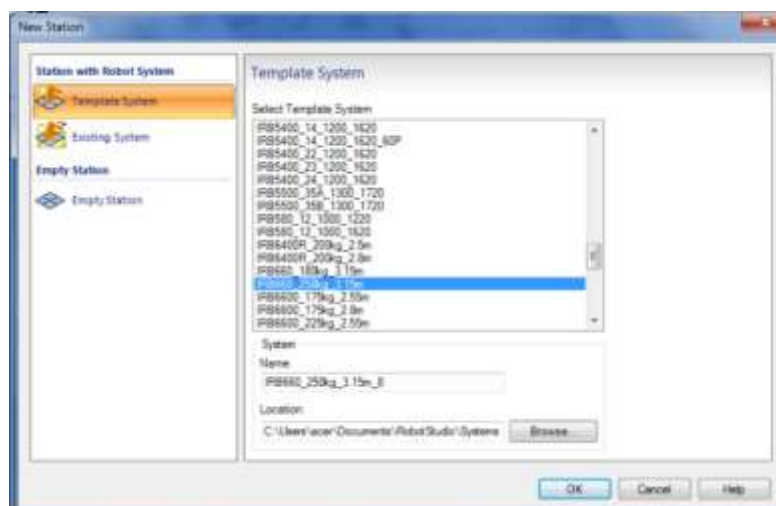 New Station
Station with Robot System
Template System
Existing System
Empty Station
Empty Station
Template System
Select Template System
IRB5400_14_1200_1620
IRB5400_14_1200_1620_60P
IRB5400_22_1200_1620
IRB5400_23_1200_1620
IRB5400_24_1200_1620
IRB5500_35A_1300_1720
IRB5500_35B_1300_1720
IRB580_12_1000_1220
IRB580_12_1000_1620
IRB6400R_200kg_2.5m
IRB6400R_200kg_2.8m
IRB660_180kg_3.15m
IRB660_250kg_3.15m
IRB6600_175kg_2.55m
IRB6600_175kg_2.8m
IRB6600_225kg_2.55m
System
Name
IRB660_250kg_3.15m_8
Location:
C:\Users\acer\Documents\RobotStudio\Systems
Browse...
OK
Cancel
Help